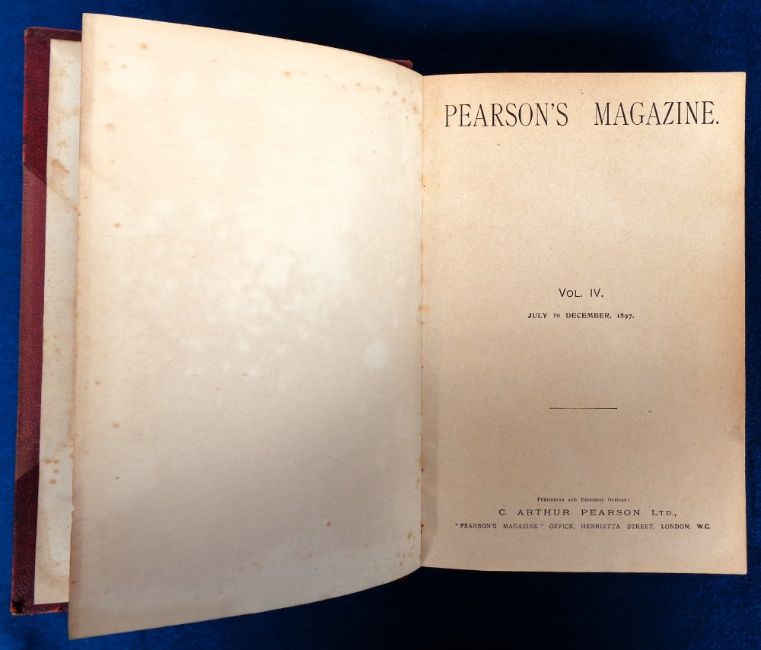 PEARSON'S MAGAZINE.
VOL. IV.
JULY TO DECEMBER, 1897.
PUBLISHING AND EDITORIAL OFFICES:
C. ARTHUR PEARSON LTD.,
"PEARSON'S MAGAZINE" OFFICE, HENRIETTA STREET, LONDON, W.C.